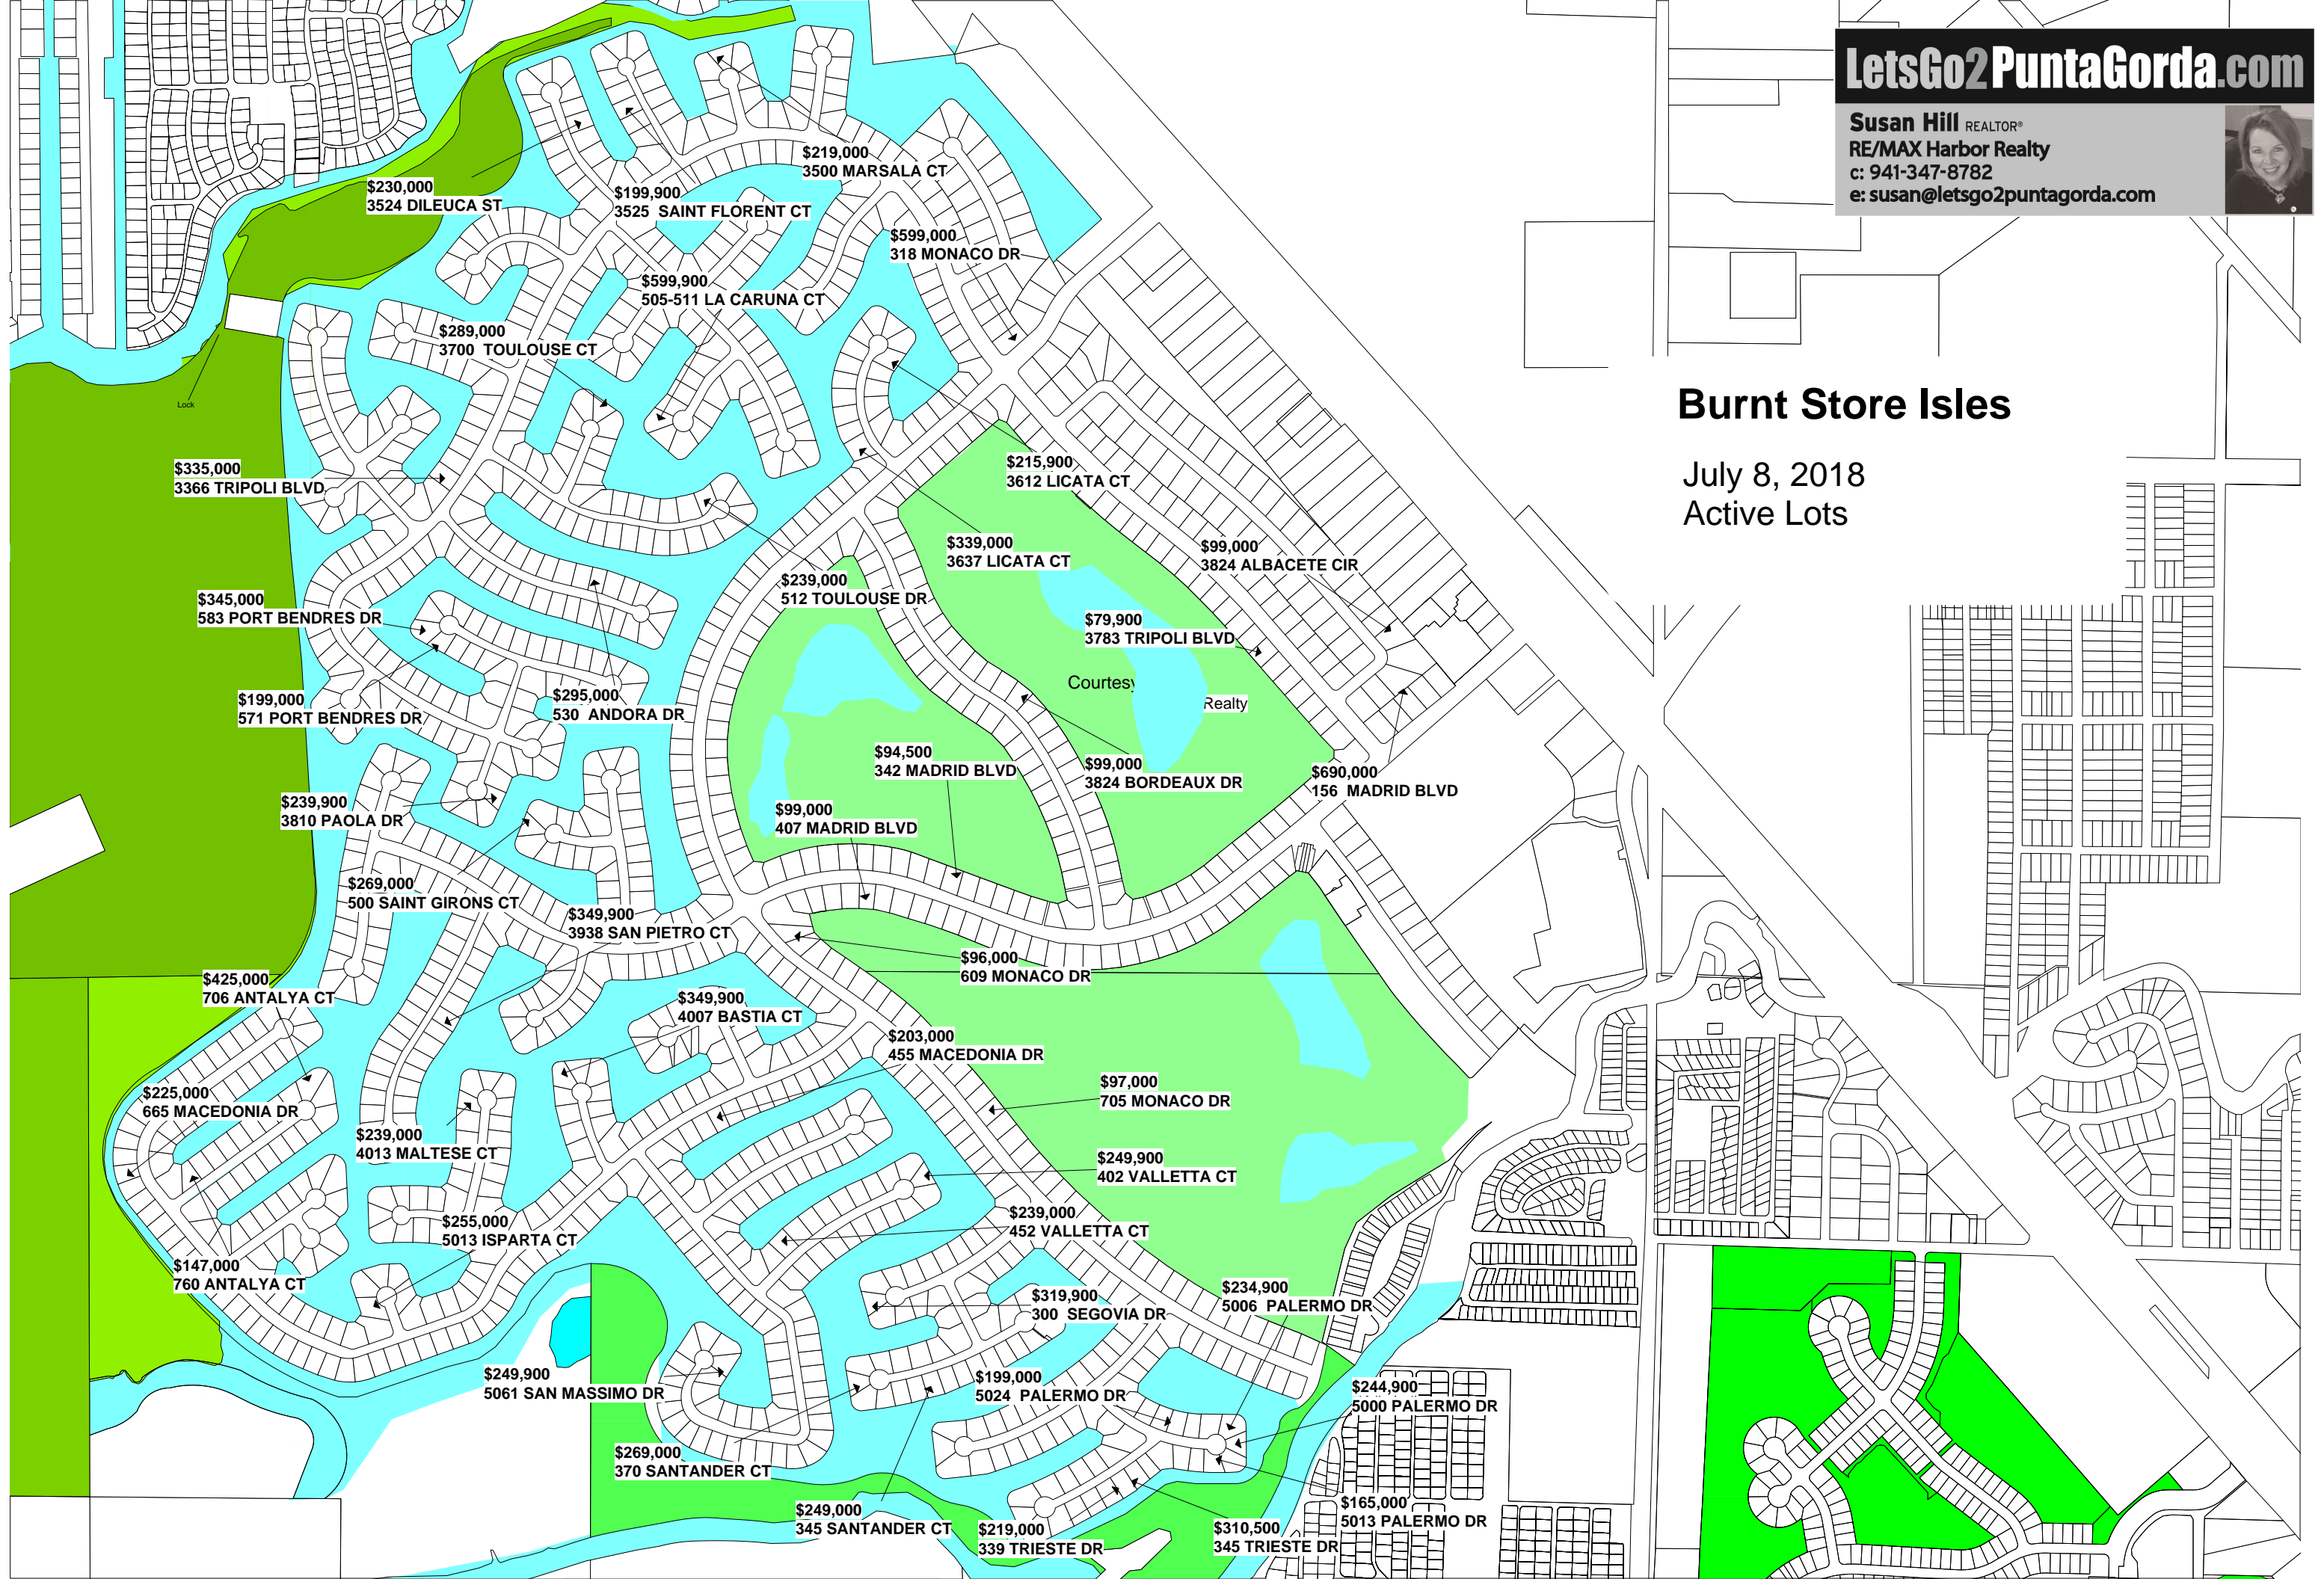 LetsGo2PuntaGorda.com
Susan Hill REALTOR®
RE/MAX Harbor Realty
c: 941-347-8782
e: susan@letsgo2puntagorda.com
Burnt Store Isles
July 8, 2018
Active Lots
$219,000
3500 MARSALA CT
$230,000
3524 DILEUCA ST
$199,900
3525 SAINT FLORENT CT
$599,000
318 MONACO DR
$599,900
505-511 LA CARUNA CT
$289,000
3700 TOULOUSE CT
Lock
$335,000
3366 TRIPOLI BLVD
$215,900
3612 LICATA CT
$339,000
3637 LICATA CT
$99,000
3824 ALBACETE CIR
$239,000
512 TOULOUSE DR
$345,000
583 PORT BENDRES DR
$79,900
3783 TRIPOLI BLVD
Courtesy
Realty
$199,000
571 PORT BENDRES DR
$295,000
530 ANDORA DR
$94,500
342 MADRID BLVD
$99,000
3824 BORDEAUX DR
$690,000
156 MADRID BLVD
$239,900
3810 PAOLA DR
$99,000
407 MADRID BLVD
$269,000
500 SAINT GIRONS CT
$349,900
3938 SAN PIETRO CT
$96,000
609 MONACO DR
$425,000
706 ANTALYA CT
$349,900
4007 BASTIA CT
$203,000
455 MACEDONIA DR
$97,000
705 MONACO DR
$225,000
665 MACEDONIA DR
$239,000
4013 MALTESE CT
$249,900
402 VALLETTA CT
$255,000
5013 ISPARTA CT
$239,000
452 VALLETTA CT
$147,000
760 ANTALYA CT
$319,900
300 SEGOVIA DR
$234,900
5006 PALERMO DR
$249,900
5061 SAN MASSIMO DR
$199,000
5024 PALERMO DR
$244,900
5000 PALERMO DR
$269,000
370 SANTANDER CT
$249,000
345 SANTANDER CT
$219,000
339 TRIESTE DR
$310,500
345 TRIESTE DR
$165,000
5013 PALERMO DR